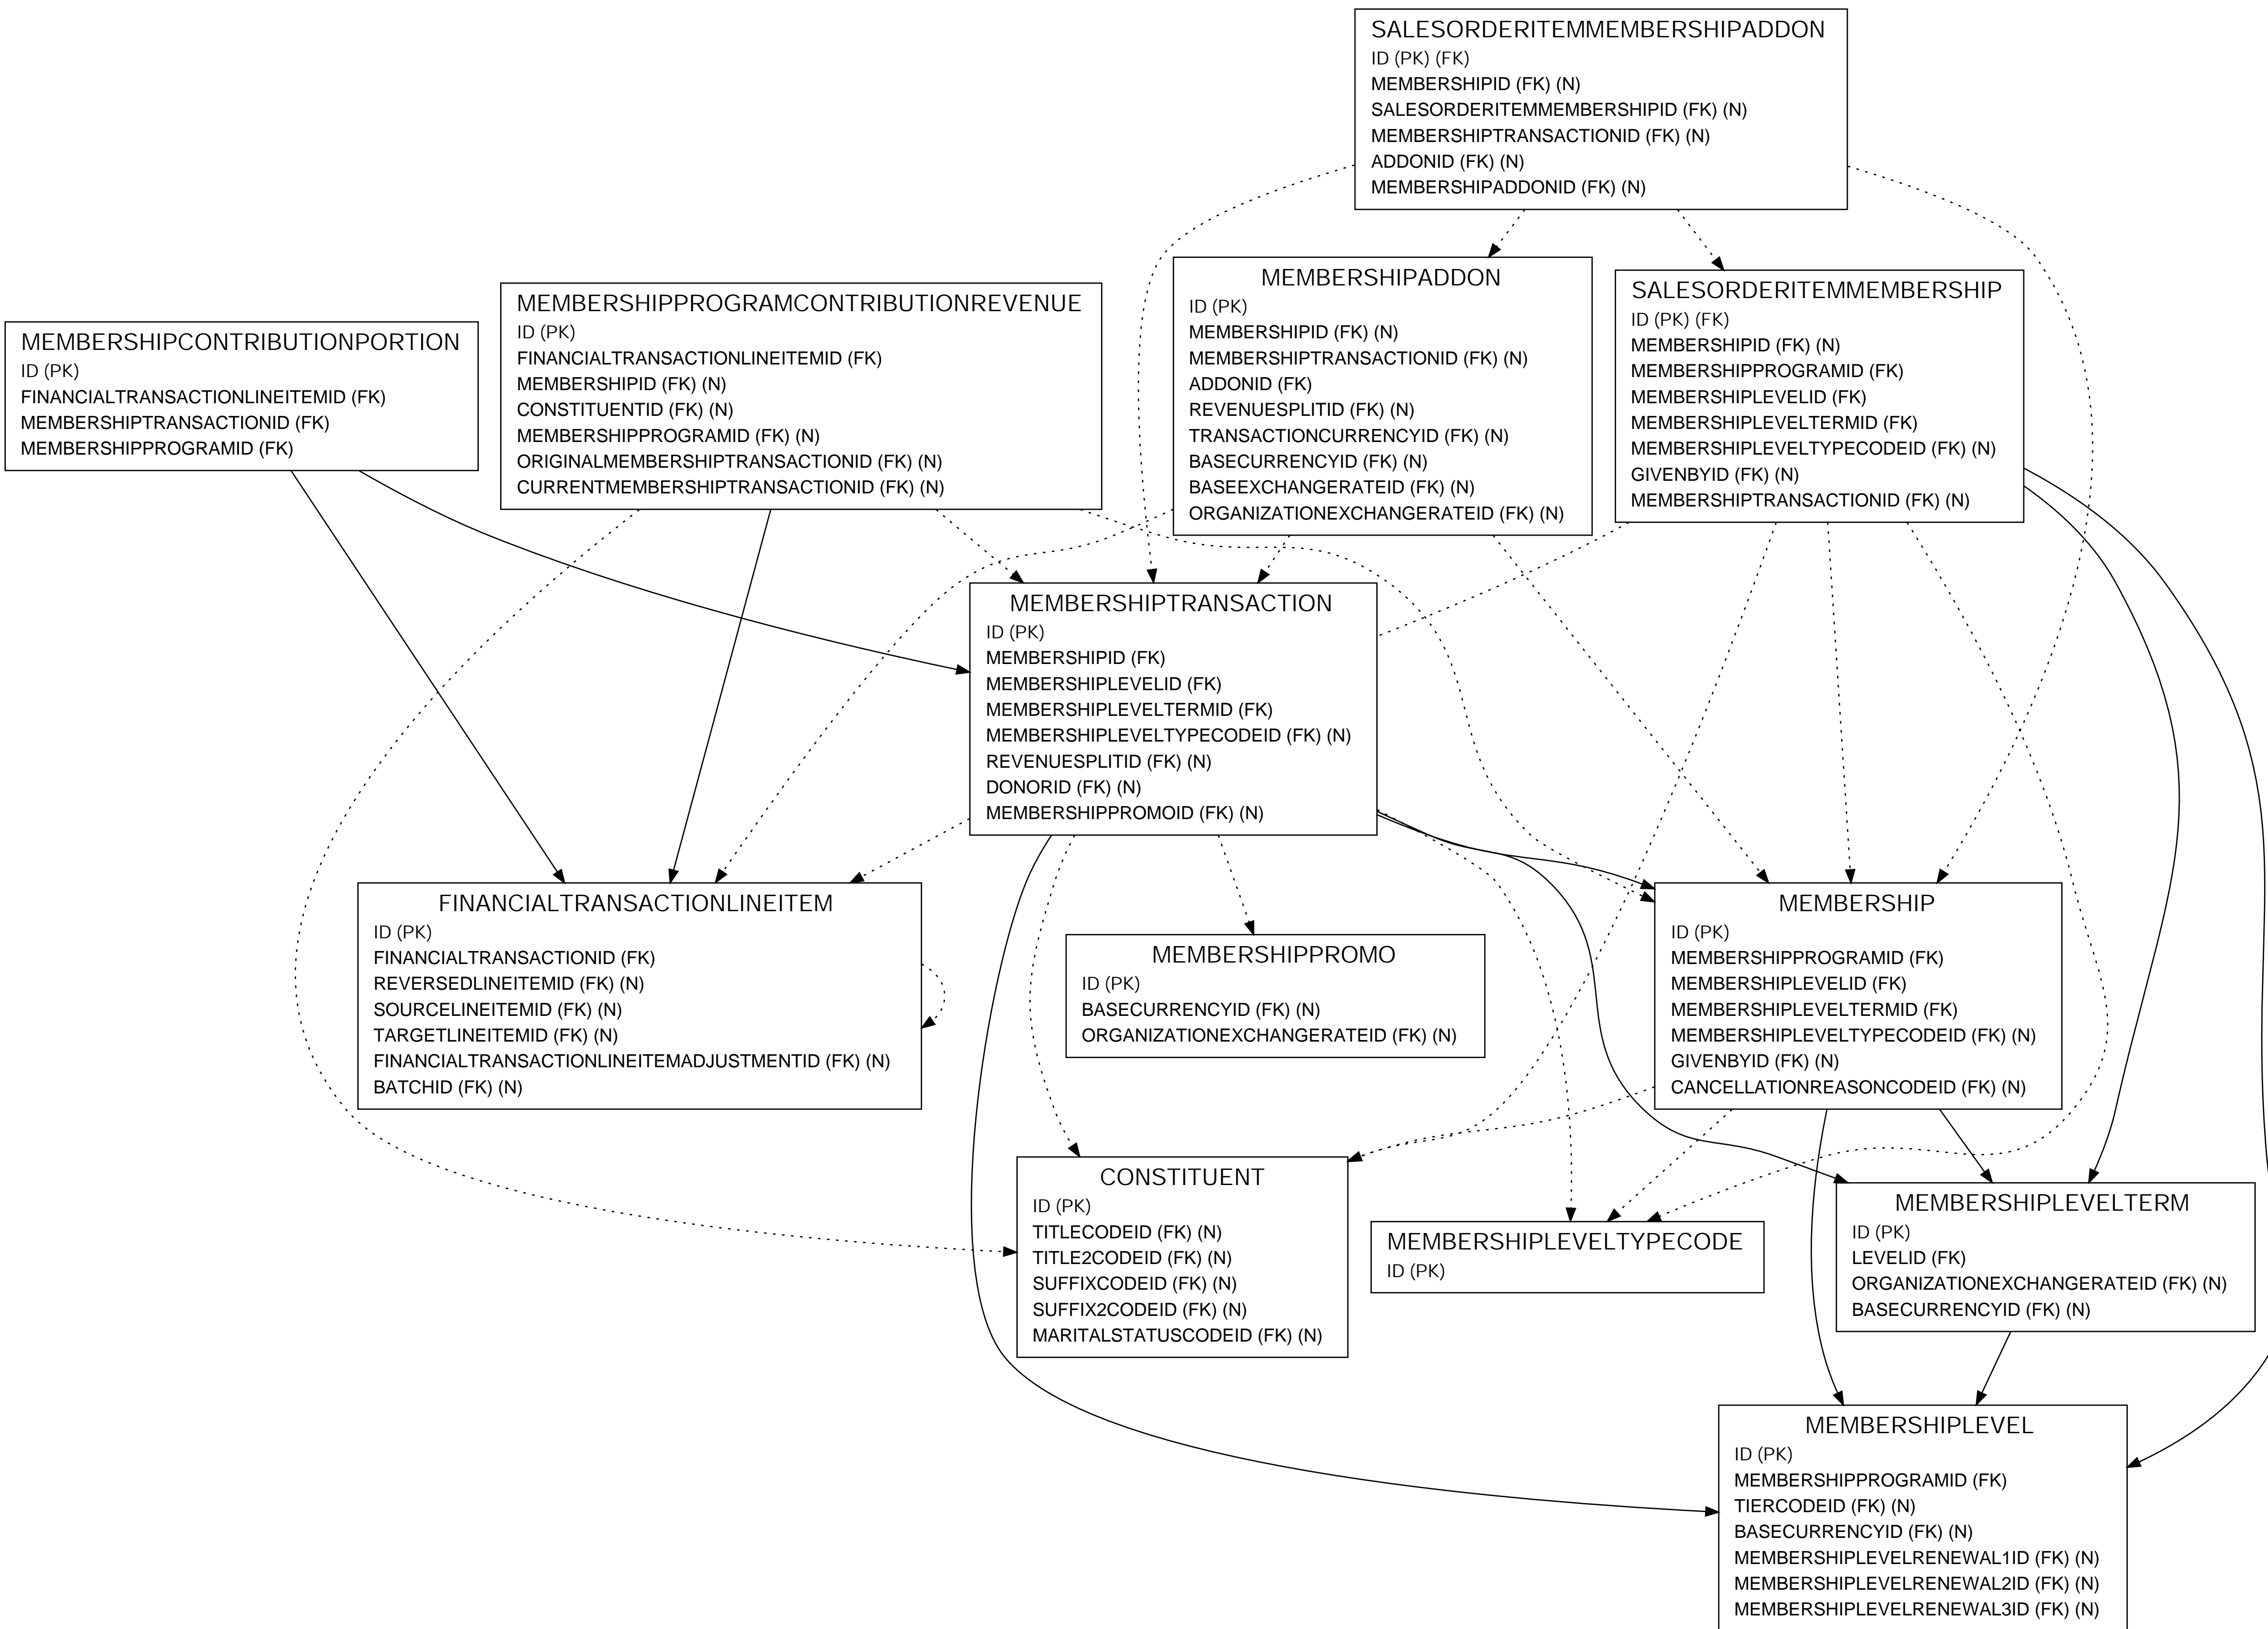 SALESORDERITEMMEMBERSHIPADDON
ID (PK) (FK)
MEMBERSHIPID (FK) (N)
SALESORDERITEMMEMBERSHIPID (FK) (N)
MEMBERSHIPTRANSACTIONID (FK) (N)
ADDONID (FK) (N)
MEMBERSHIPADDONID (FK) (N)
MEMBERSHIPADDON
ID (PK)
MEMBERSHIPID (FK) (N)
MEMBERSHIPTRANSACTIONID (FK) (N)
ADDONID (FK)
REVENUESPLITID (FK) (N)
TRANSACTIONCURRENCYID (FK) (N)
BASECURRENCYID (FK) (N)
BASEEXCHANGERATEID (FK) (N)
ORGANIZATIONEXCHANGERATEID (FK) (N)
SALESORDERITEMMEMBERSHIP
ID (PK) (FK)
MEMBERSHIPID (FK) (N)
MEMBERSHIPPROGRAMID (FK)
MEMBERSHIPLEVELID (FK)
MEMBERSHIPLEVELTERMID (FK)
MEMBERSHIPLEVELTYPECODEID (FK) (N)
GIVENBYID (FK) (N)
MEMBERSHIPTRANSACTIONID (FK) (N)
MEMBERSHIPPROGRAMCONTRIBUTIONREVENUE
ID (PK)
FINANCIALTRANSACTIONLINEITEMID (FK)
MEMBERSHIPID (FK) (N)
CONSTITUENTID (FK) (N)
MEMBERSHIPPROGRAMID (FK) (N)
ORIGINALMEMBERSHIPTRANSACTIONID (FK) (N)
CURRENTMEMBERSHIPTRANSACTIONID (FK) (N)
MEMBERSHIPCONTRIBUTIONPORTION
ID (PK)
FINANCIALTRANSACTIONLINEITEMID (FK)
MEMBERSHIPTRANSACTIONID (FK)
MEMBERSHIPPROGRAMID (FK)
MEMBERSHIPTRANSACTION
ID (PK)
MEMBERSHIPID (FK)
MEMBERSHIPLEVELID (FK)
MEMBERSHIPLEVELTERMID (FK)
MEMBERSHIPLEVELTYPECODEID (FK) (N)
REVENUESPLITID (FK) (N)
DONORID (FK) (N)
MEMBERSHIPPROMOID (FK) (N)
FINANCIALTRANSACTIONLINEITEM
ID (PK)
FINANCIALTRANSACTIONID (FK)
REVERSEDLINEITEMID (FK) (N)
SOURCELINEITEMID (FK) (N)
TARGETLINEITEMID (FK) (N)
FINANCIALTRANSACTIONLINEITEMADJUSTMENTID (FK) (N)
BATCHID (FK) (N)
MEMBERSHIPPROMO
ID (PK)
BASECURRENCYID (FK) (N)
ORGANIZATIONEXCHANGERATEID (FK) (N)
MEMBERSHIP
ID (PK)
MEMBERSHIPPROGRAMID (FK)
MEMBERSHIPLEVELID (FK)
MEMBERSHIPLEVELTERMID (FK)
MEMBERSHIPLEVELTYPECODEID (FK) (N)
GIVENBYID (FK) (N)
CANCELLATIONREASONCODEID (FK) (N)
CONSTITUENT
ID (PK)
TITLECODEID (FK) (N)
TITLE2CODEID (FK) (N)
SUFFIXCODEID (FK) (N)
SUFFIX2CODEID (FK) (N)
MARITALSTATUSCODEID (FK) (N)
MEMBERSHIPLEVELTYPECODE
ID (PK)
MEMBERSHIPLEVELTERM
ID (PK)
LEVELID (FK)
ORGANIZATIONEXCHANGERATEID (FK) (N)
BASECURRENCYID (FK) (N)
MEMBERSHIPLEVEL
ID (PK)
MEMBERSHIPPROGRAMID (FK)
TIERCODEID (FK) (N)
BASECURRENCYID (FK) (N)
MEMBERSHIPLEVELRENEWAL1ID (FK) (N)
MEMBERSHIPLEVELRENEWAL2ID (FK) (N)
MEMBERSHIPLEVELRENEWAL3ID (FK) (N)